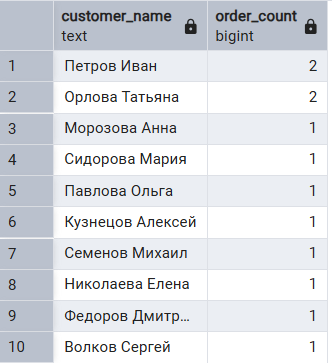 customer_name order_count
text bigint
1 Петров Иван 2
2 Орлова Татьяна 2
3 Морозова Анна 1
4 Сидорова Мария 1
5 Павлова Ольга 1
6 Кузнецов Алексей 1
7 Семенов Михаил 1
8 Николаева Елена 1
9 Федоров Дмитр... 1
10 Волков Сергей 1